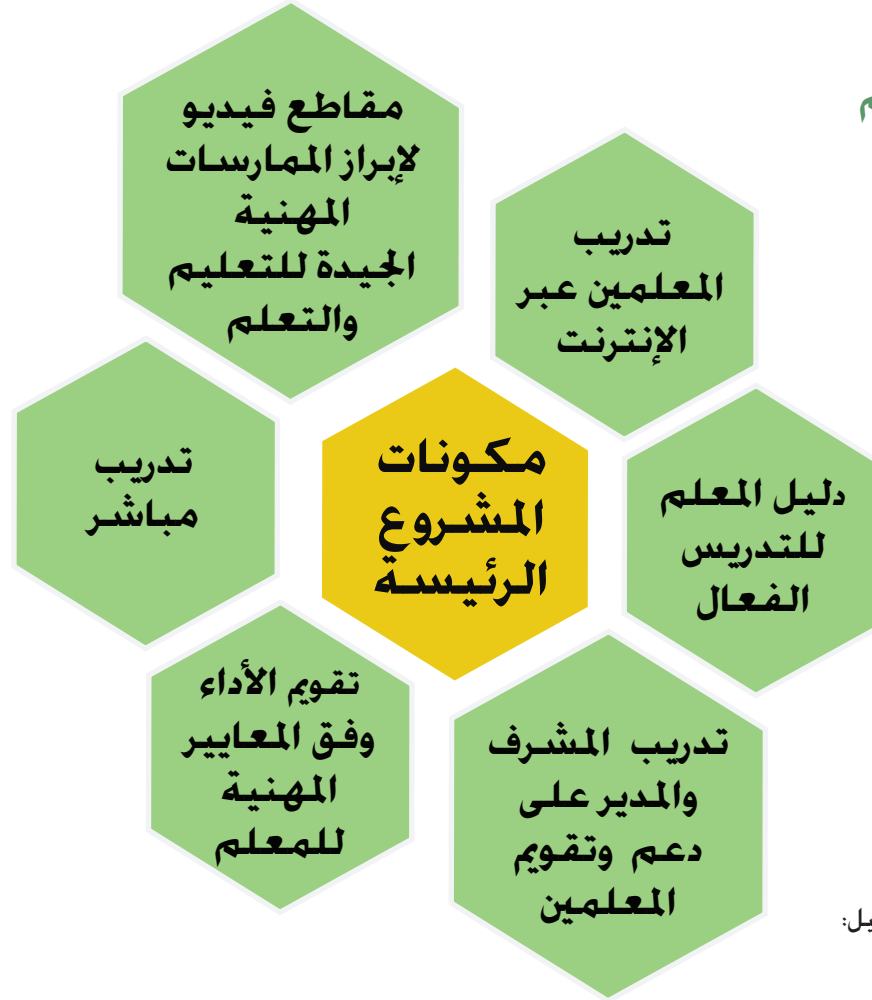 مقاطع فيديو
لإبراز الممارسات
المهنية
الجيدة للتعليم
والتعلم
تدريب
المعلمين عبر
الإنترنت
تدريب
مباشر
مكونات
المشروع
الرئيسة
دليل المعلم
للتدريس
الفعال
تقويم الأداء
وفق المعايير
المهنية
للمعلم
تدريب المشرف
والمدير على
دعم وتقويم
المعلمين